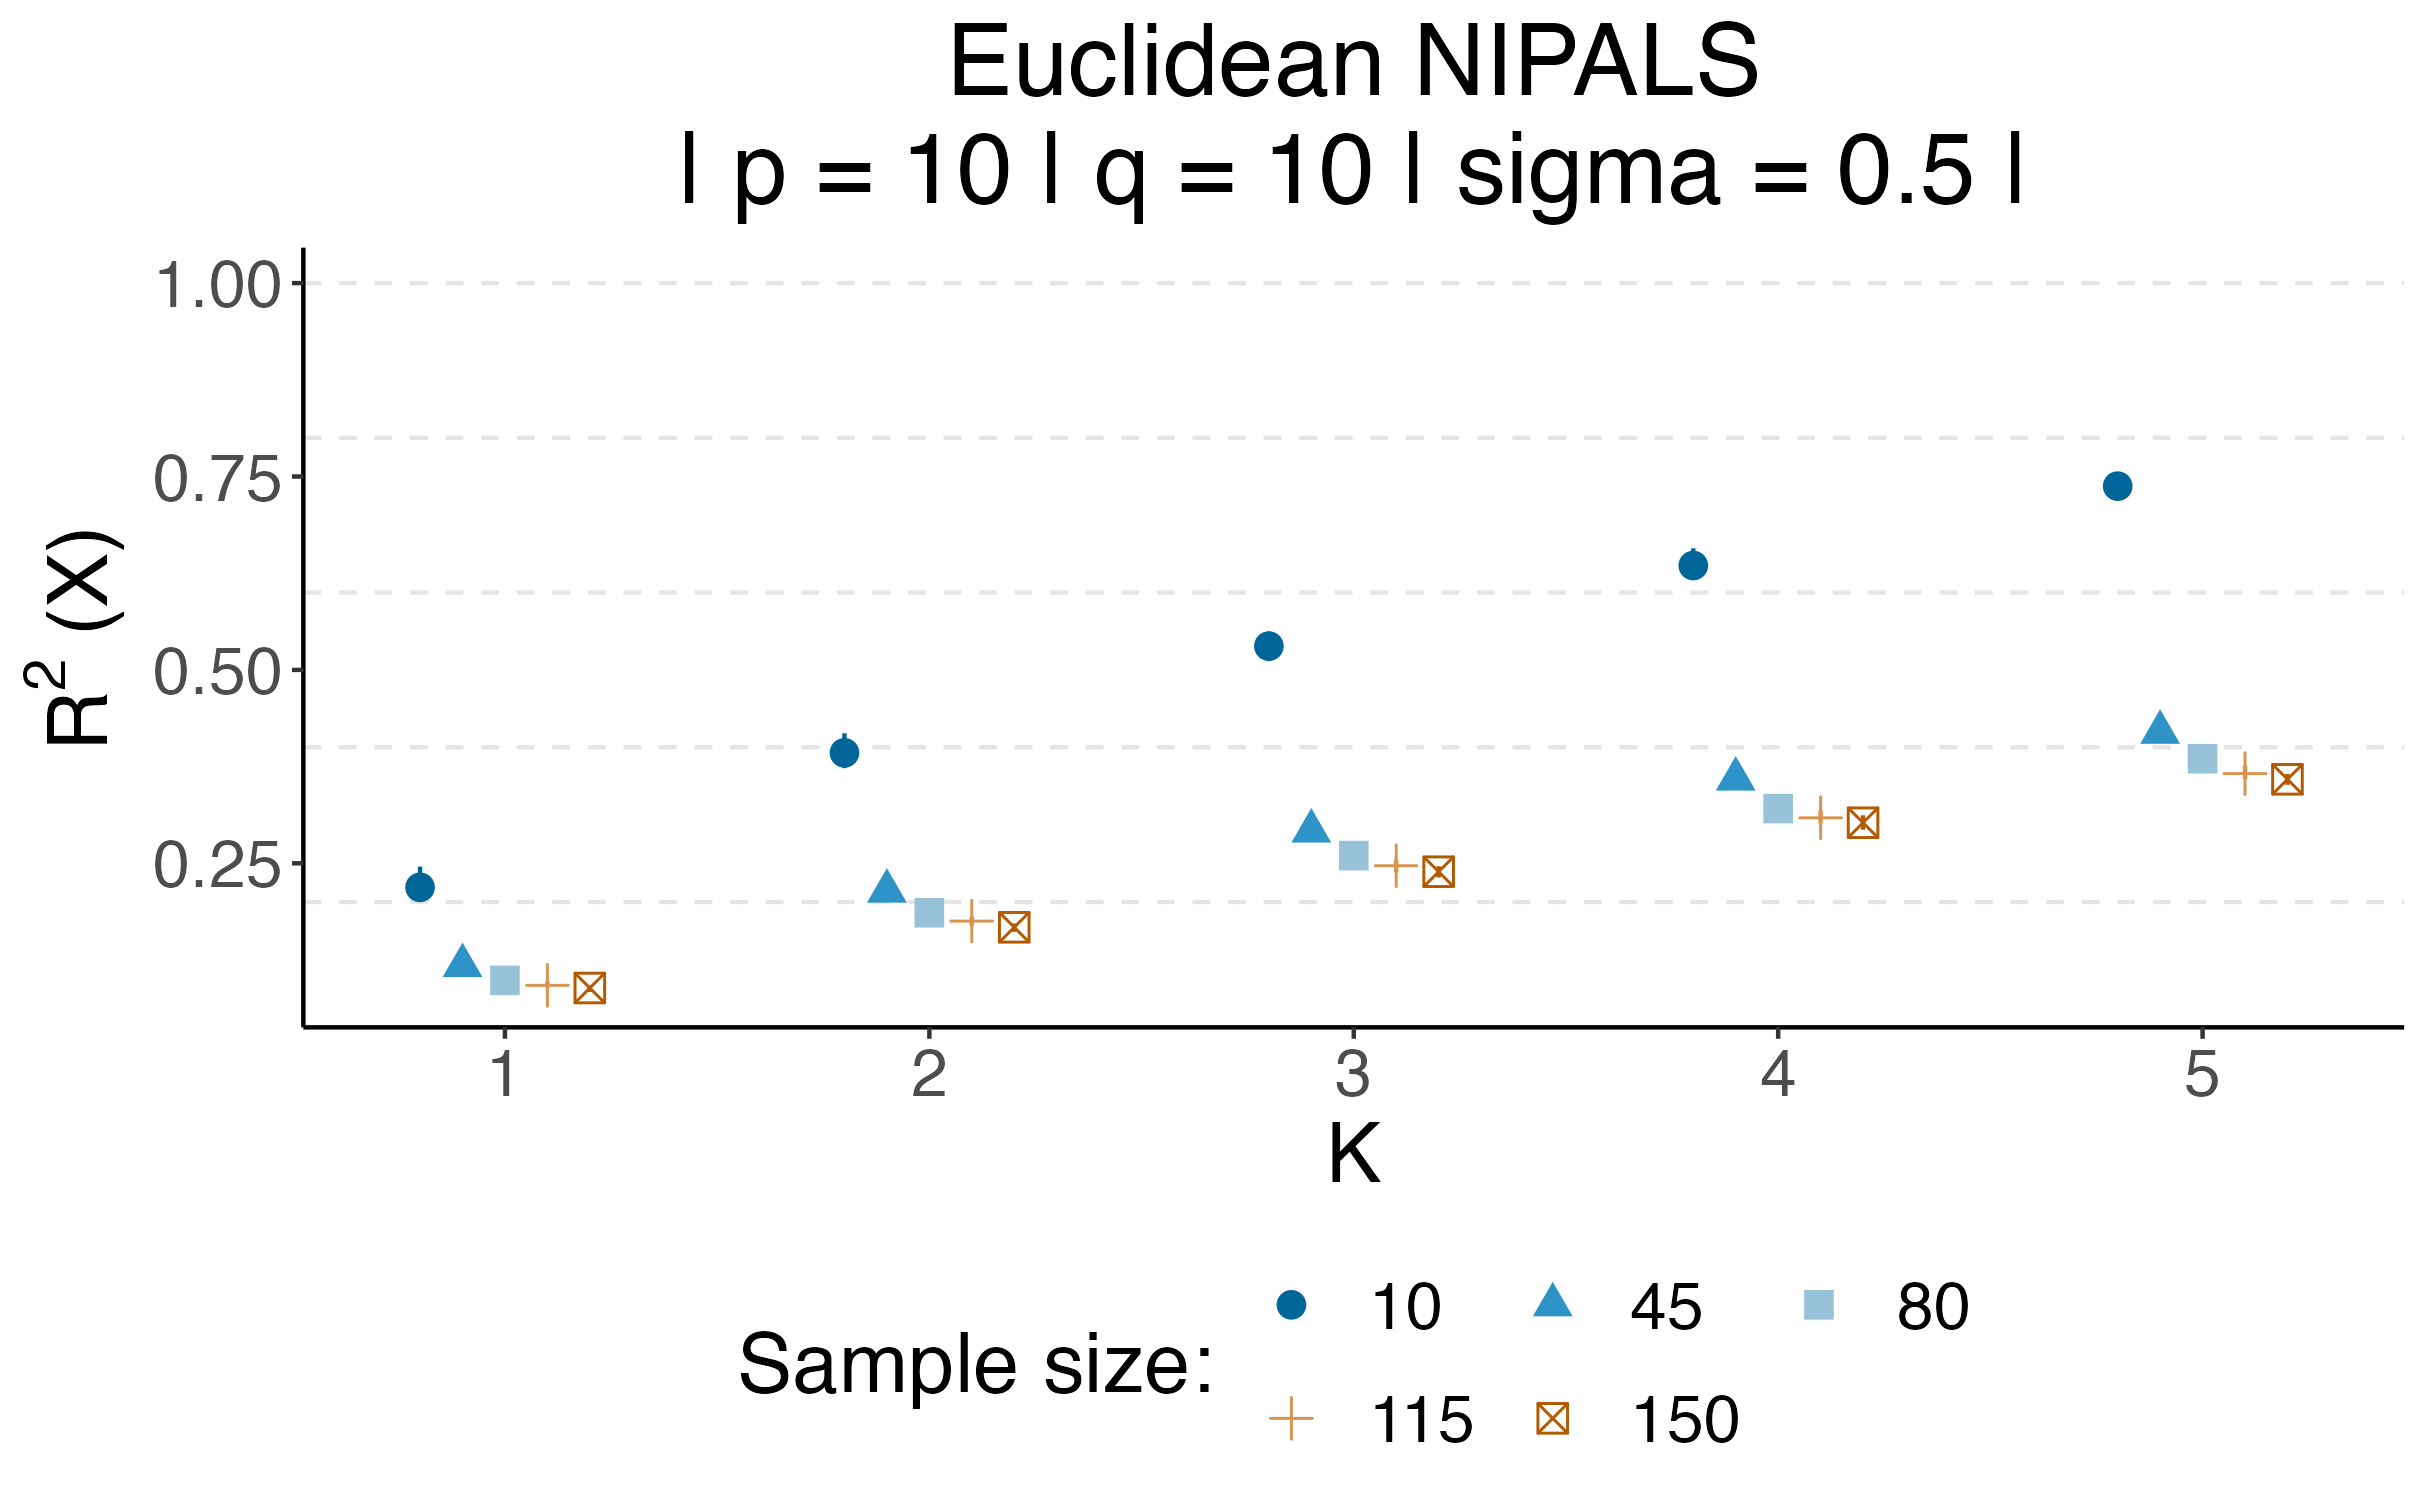 Euclidean NIPALS
| p = 10 | q = 10 | sigma = 0.5 |
R² (X)
1.00
0.75
0.50
0.25
1 2 3 4 5
K
Sample size:
10 45 80
115 150